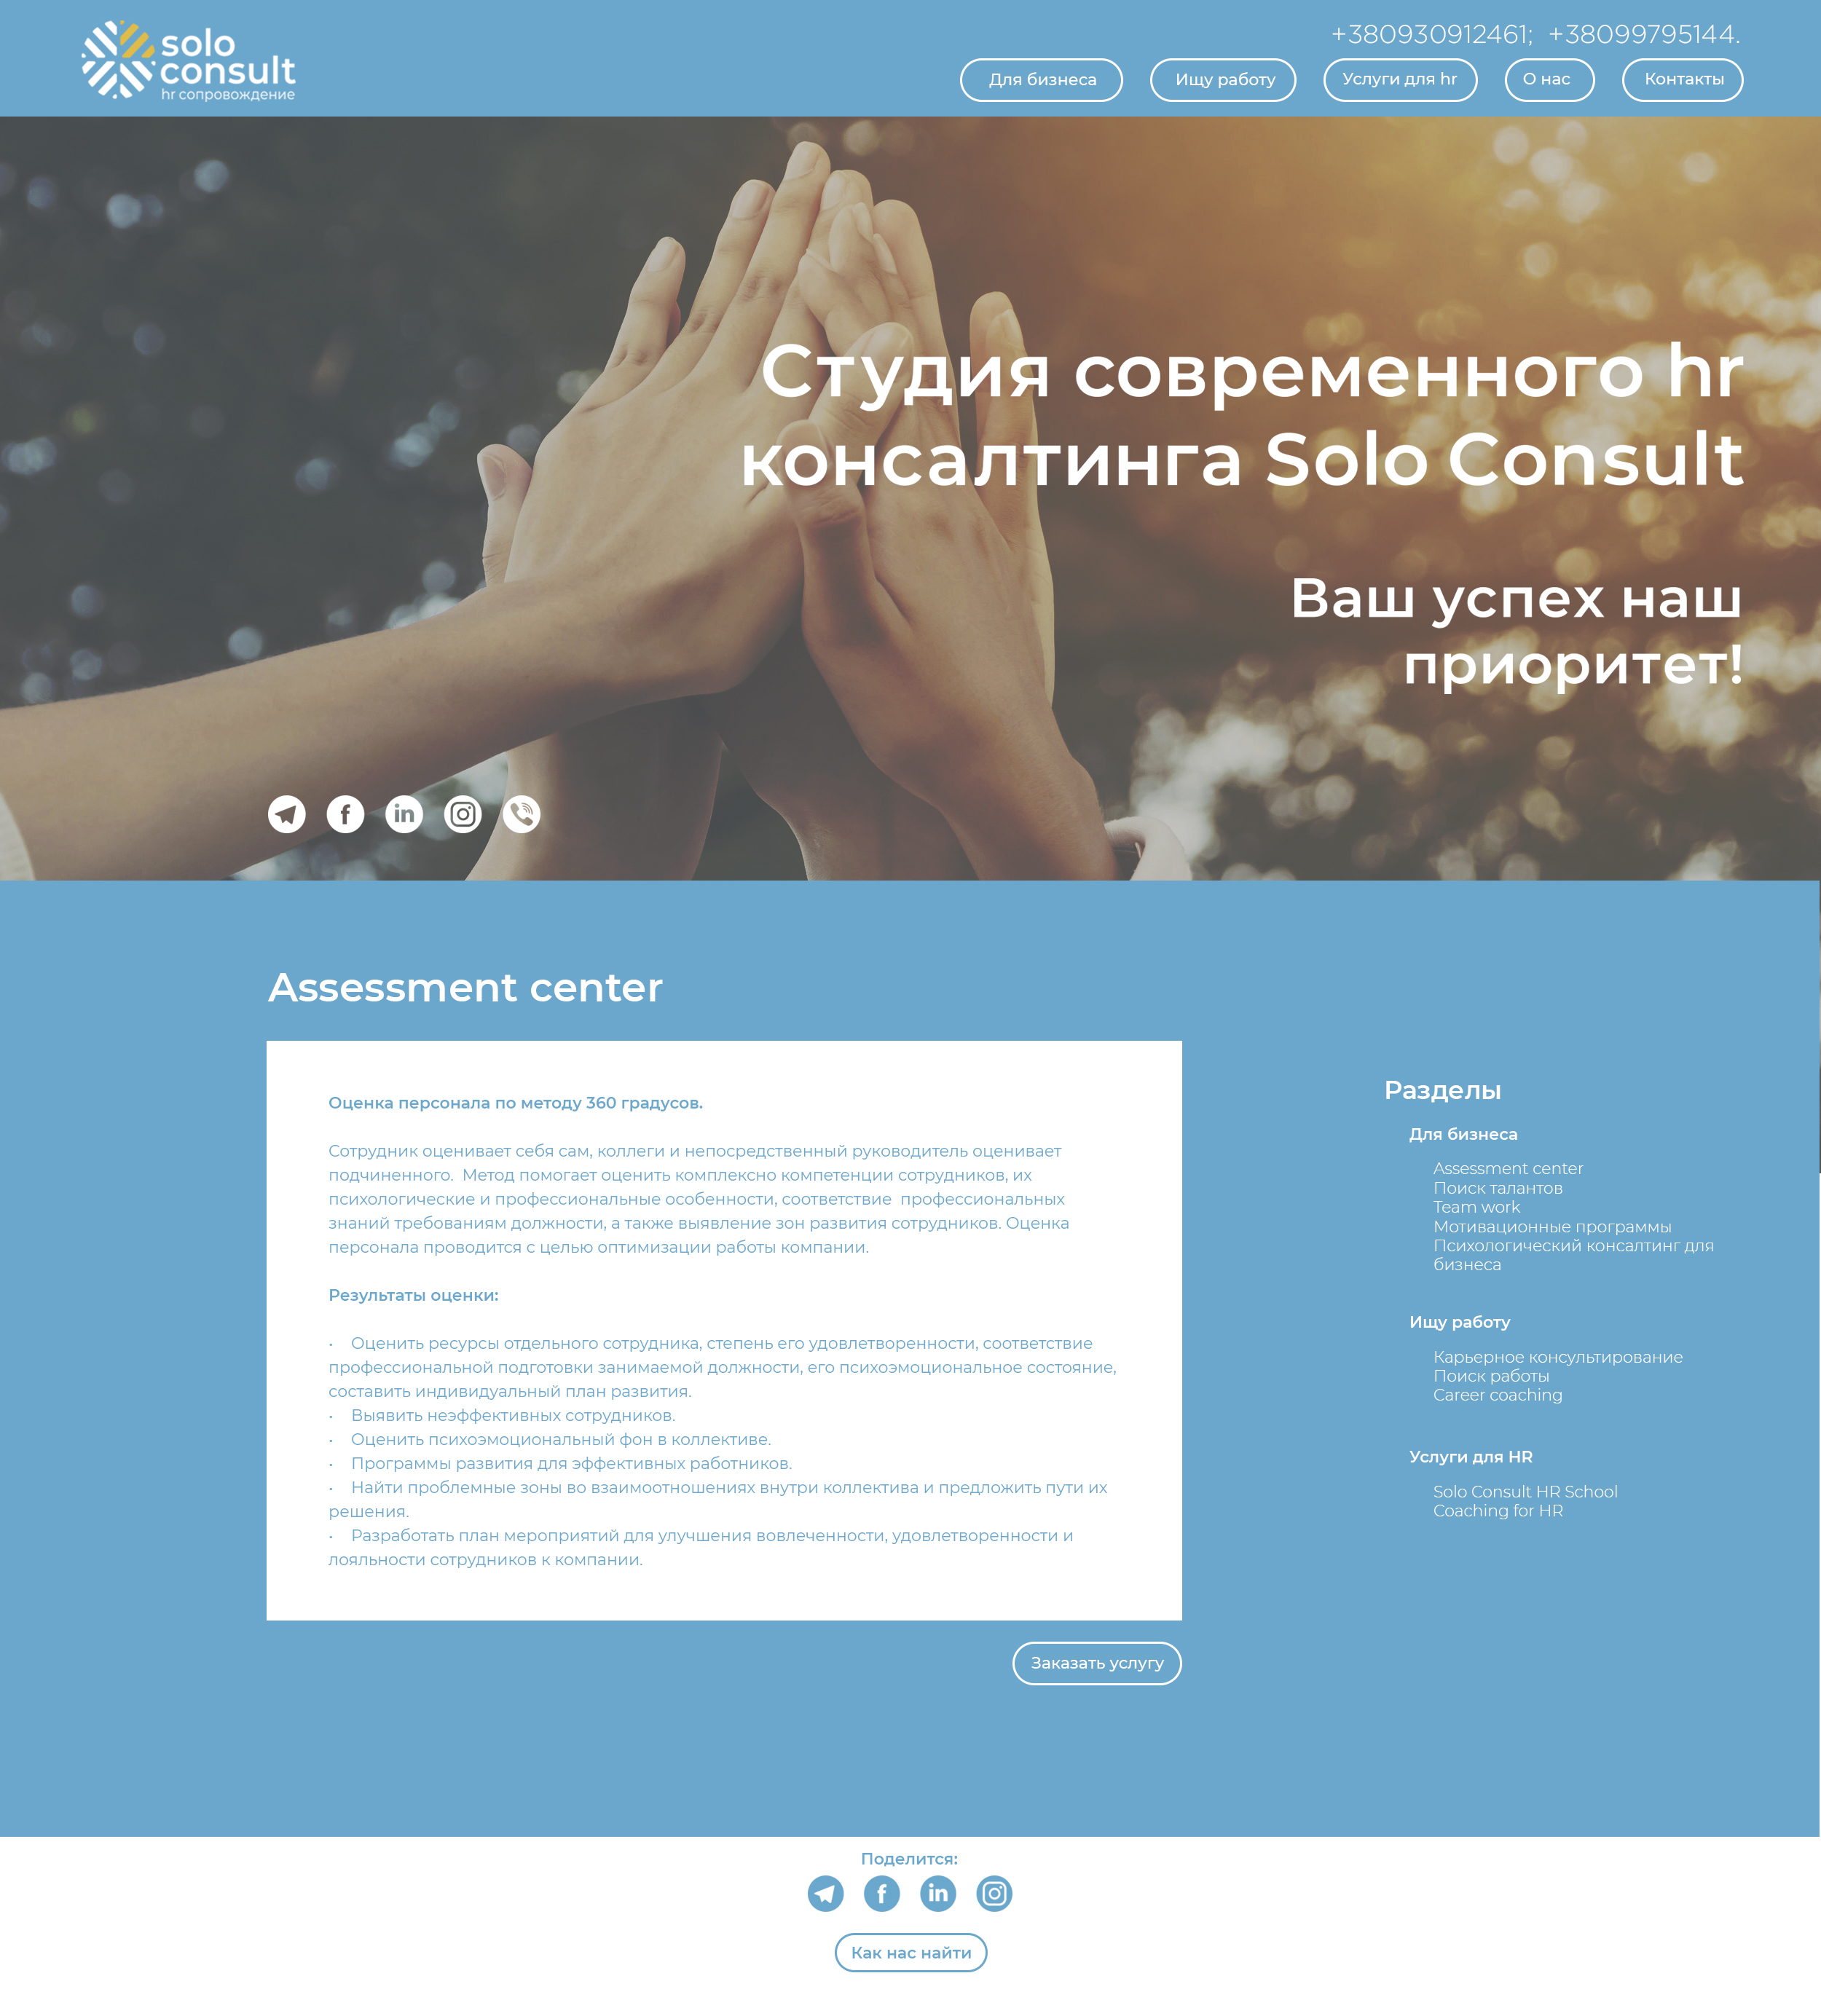 solo
consult
hr сопровождение
+380930912461;  +38099795144.
Для бизнеса
Ищу работу
Услуги для hr
О нас
Контакты
Студия современного hr
консалтинга Solo Consult
Ваш успех наш
приоритет!
Assessment center
Оценка персонала по методу 360 градусов.
Сотрудник оценивает себя сам, коллеги и непосредственный руководитель оценивает
подчиненного.  Метод помогает оценить комплексно компетенции сотрудников, их
психологические и профессиональные особенности, соответствие  профессиональных
знаний требованиям должности, а также выявление зон развития сотрудников. Оценка
персонала проводится с целью оптимизации работы компании.
Результаты оценки:
•    Оценить ресурсы отдельного сотрудника, степень его удовлетворенности, соответствие
профессиональной подготовки занимаемой должности, его психоэмоциональное состояние,
составить индивидуальный план развития.
•    Выявить неэффективных сотрудников.
•    Оценить психоэмоциональный фон в коллективе.
•    Программы развития для эффективных работников.
•    Найти проблемные зоны во взаимоотношениях внутри коллектива и предложить пути их
решения.
•    Разработать план мероприятий для улучшения вовлеченности, удовлетворенности и
лояльности сотрудников к компании.
Заказать услугу
Разделы
Для бизнеса
Assessment center
Поиск талантов
Team work
Мотивационные программы
Психологический консалтинг для
бизнеса
Ищу работу
Карьерное консультирование
Поиск работы
Career coaching
Услуги для HR
Solo Consult HR School
Coaching for HR
Поделится:
Как нас найти